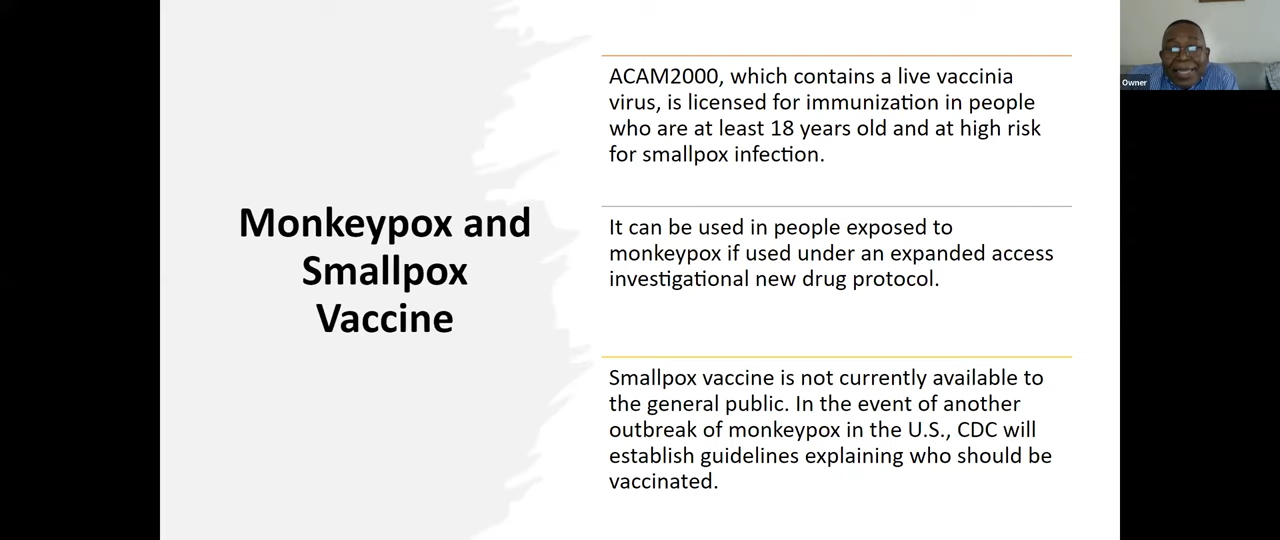 Monkeypox and
Smallpox
Vaccine
ACAM2000, which contains a live vaccinia
virus, is licensed for immunization in people
who are at least 18 years old and at high risk
for smallpox infection.
It can be used in people exposed to
monkeypox if used under an expanded access
investigational new drug protocol.
Smallpox vaccine is not currently available to
the general public. In the event of another
outbreak of monkeypox in the U.S., CDC will
establish guidelines explaining who should be
vaccinated.
Owner